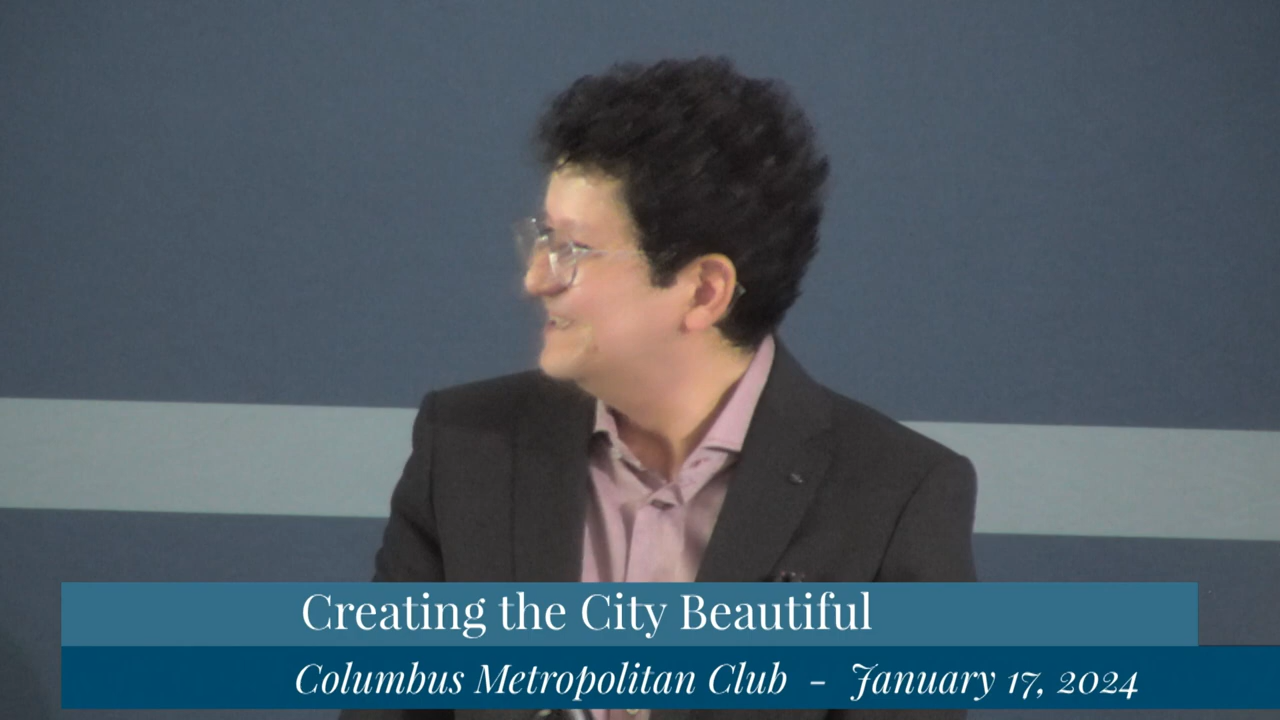 Creating the City Beautiful
Columbus Metropolitan Club - January 17, 2024